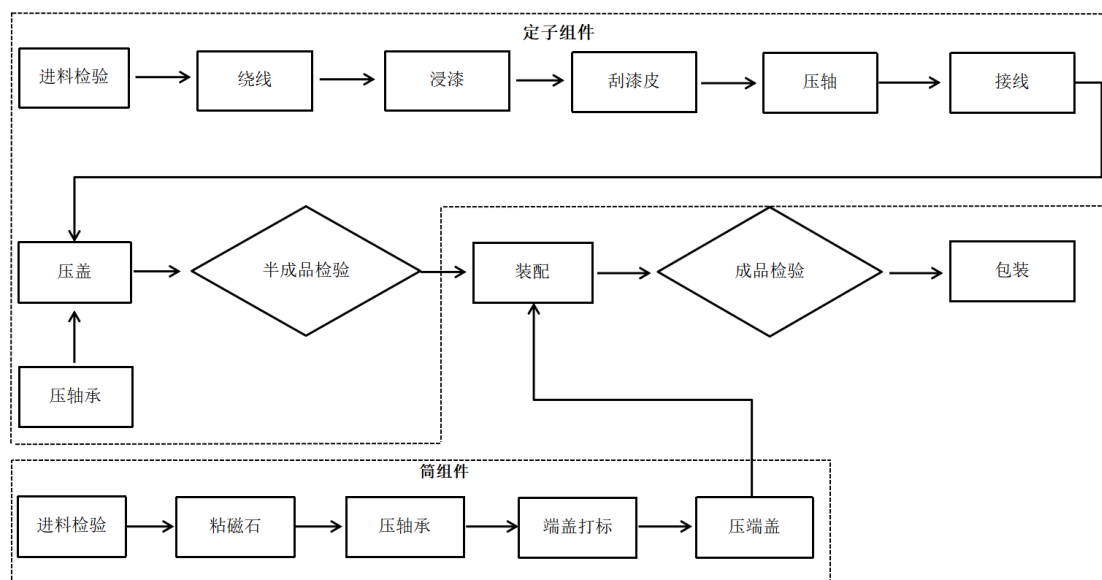 定子组件
进料检验
绕线
浸漆
刮漆皮
压轴
接线
压盖
半成品检验
装配
成品检验
包装
压轴承
筒组件
进料检验
粘磁石
压轴承
端盖打标
压端盖